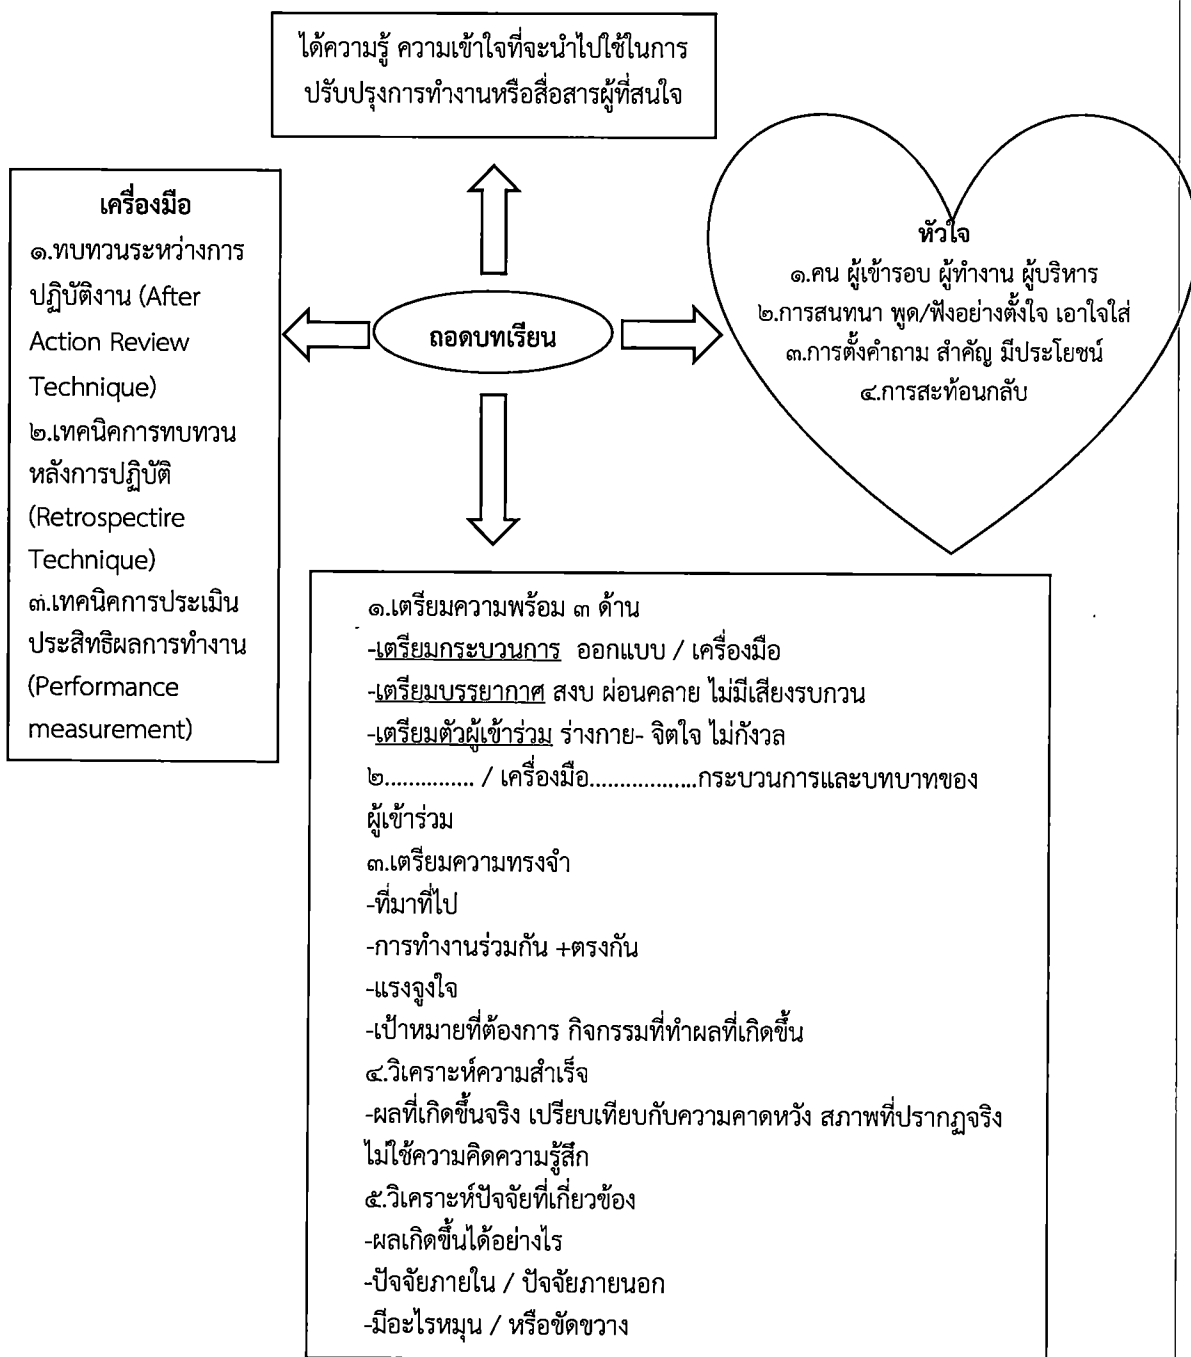 ได้ความรู้ ความเข้าใจที่จะนำไปใช้ในการ
ปรับปรุงการทำงานหรือสื่อสารผู้ที่สนใจ
เครื่องมือ
๑.ทบทวนระหว่างการ
ปฏิบัติงาน (After
Action Review
Technique)
๒.เทคนิคการทบทวน
หลังการปฏิบัติ
(Retrospectire
Technique)
๓.เทคนิคการประเมิน
ประสิทธิผลการทำงาน
(Performance
measurement)
ถอดบทเรียน
หัวใจ
๑.คน ผู้เข้ารอบ ผู้ทำงาน ผู้บริหาร
๒.การสนทนา พูด/ฟังอย่างตั้งใจ เอาใจใส่
๓.การตั้งคำถาม สำคัญ มีประโยชน์
๔.การสะท้อนกลับ
๑.เตรียมความพร้อม ๓ ด้าน
-เตรียมกระบวนการ ออกแบบ / เครื่องมือ
-เตรียมบรรยากาศ สงบ ผ่อนคลาย ไม่มีเสียงรบกวน
-เตรียมตัวผู้เข้าร่วม ร่างกาย- จิตใจ ไม่กังวล
๒.............. / เครื่องมือ.................กระบวนการและบทบาทของ
ผู้เข้าร่วม
๓.เตรียมความทรงจำ
-ที่มาที่ไป
-การทำงานร่วมกัน +ตรงกัน
-แรงจูงใจ
-เป้าหมายที่ต้องการ กิจกรรมที่ทำผลที่เกิดขึ้น
๔.วิเคราะห์ความสำเร็จ
-ผลที่เกิดขึ้นจริง เปรียบเทียบกับความคาดหวัง สภาพที่ปรากฏจริง
ไม่ใช้ความคิดความรู้สึก
๕.วิเคราะห์ปัจจัยที่เกี่ยวข้อง
-ผลเกิดขึ้นได้อย่างไร
-ปัจจัยภายใน / ปัจจัยภายนอก
-มีอะไรหมุน / หรือขัดขวาง